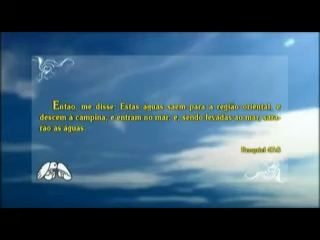 Então, me disse: Estas águas saem para a região oriental, e
descem à campina, e entram no mar; e, sendo levadas ao mar, sara-
rão as águas.
Ezequiel 47:8